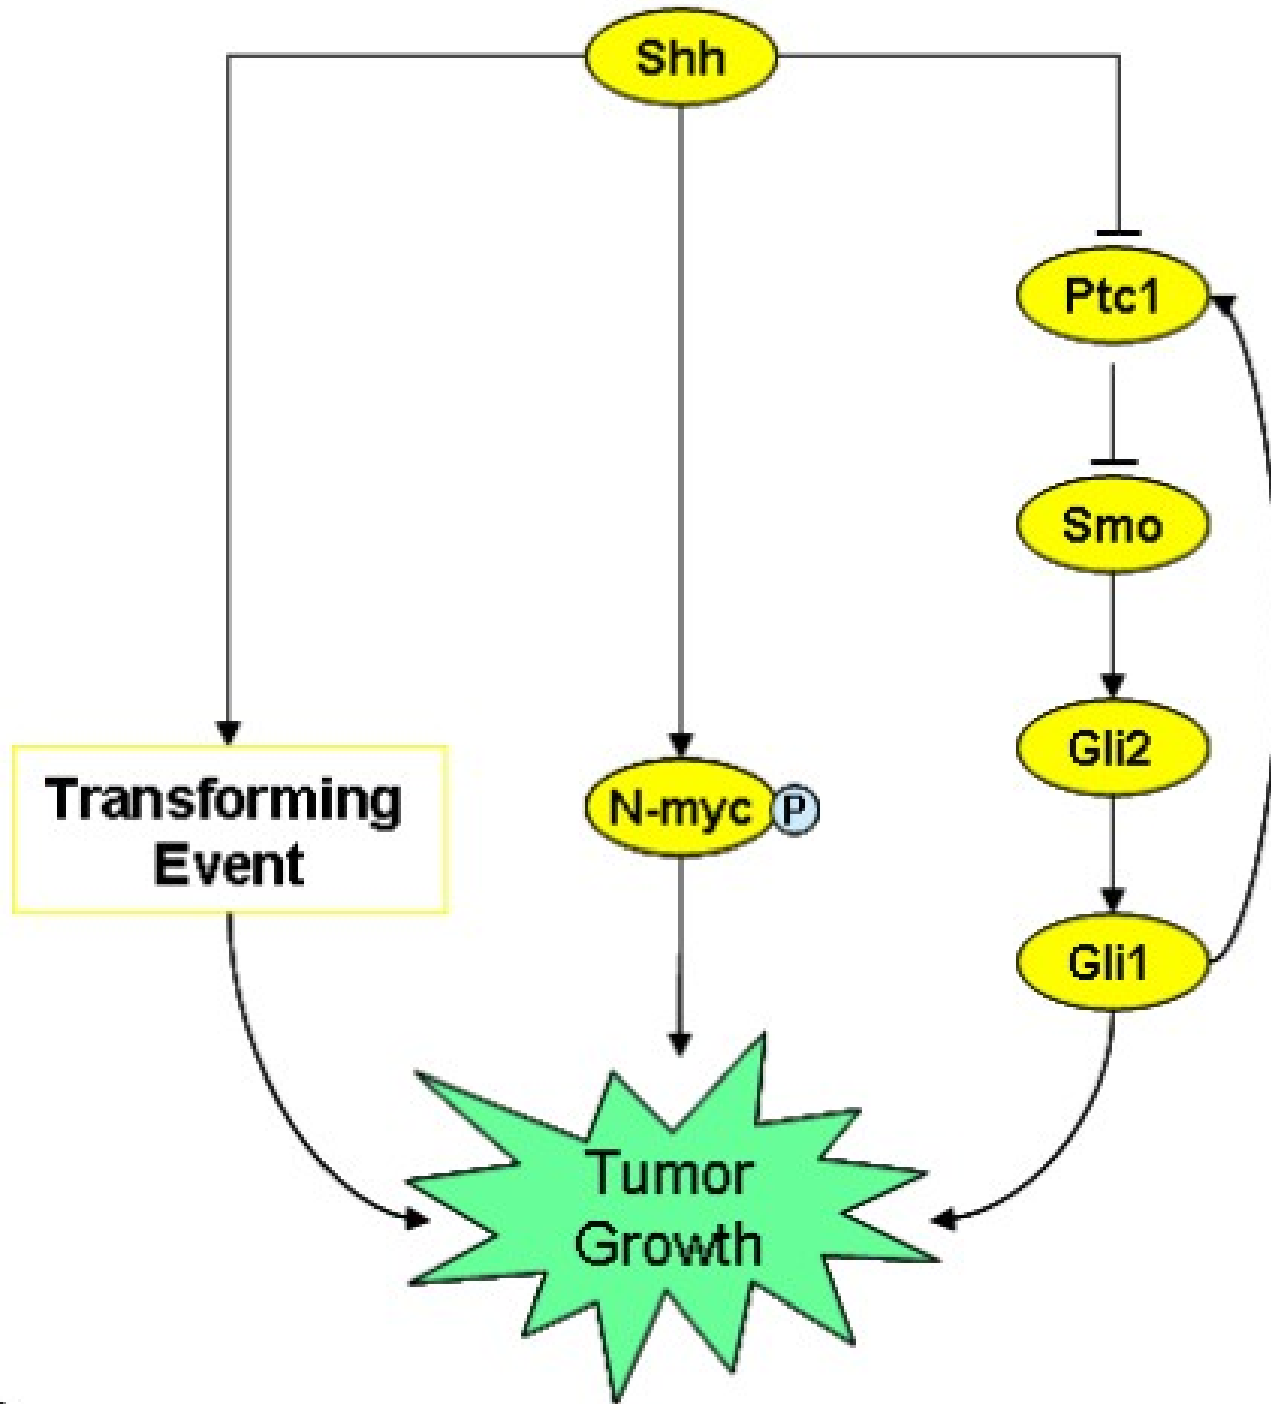 Shh
Ptc1
Smo
Gli2
Transforming
Event
N-myc
P
Gli1
Tumor
Growth